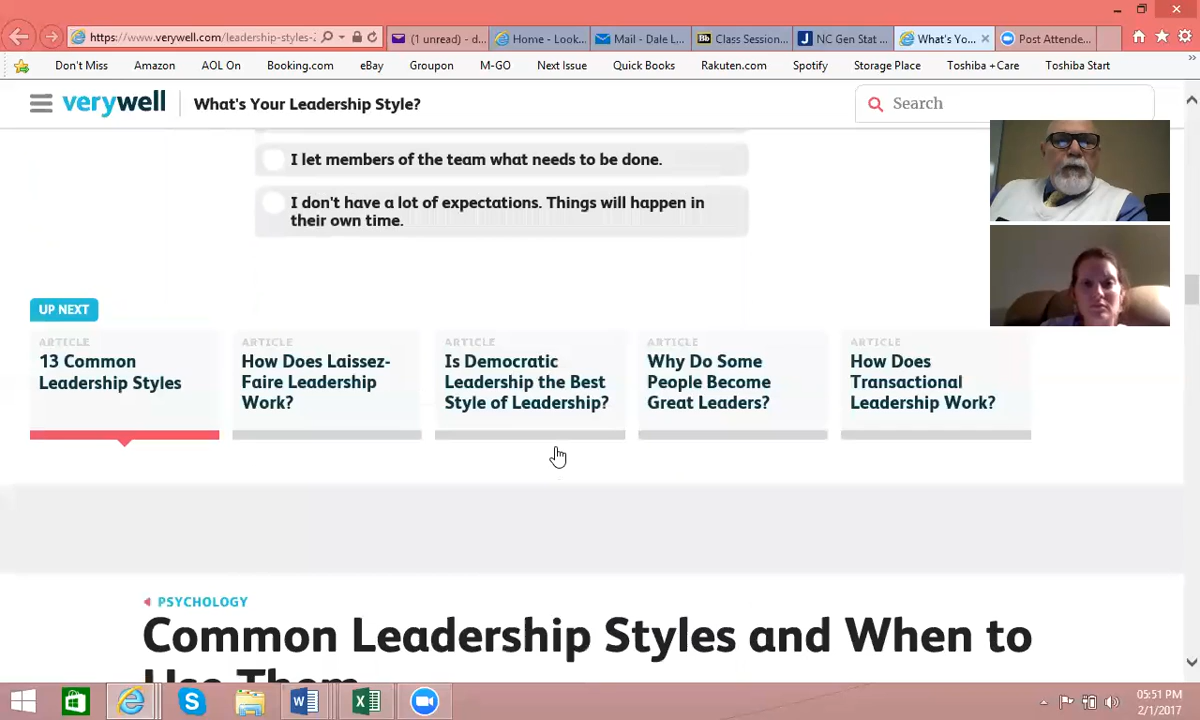 https://www.verywell.com/leadership-styles-2
(1 unread) - d...
Home - Look...
Mail - Dale L...
Bb Class Session...
J NC Gen Stat ...
What's Yo...
Post Attende...
Don't Miss
Amazon
AOL On
Booking.com
eBay
Groupon
M-GO
Next Issue
Quick Books
Rakuten.com
Spotify
Storage Place
Toshiba +Care
Toshiba Start
verywell
What's Your Leadership Style?
Search
I let members of the team what needs to be done.
I don't have a lot of expectations. Things will happen in
their own time.
UP NEXT
ARTICLE
13 Common
Leadership Styles
ARTICLE
How Does Laissez-
Faire Leadership
Work?
ARTICLE
Is Democratic
Leadership the Best
Style of Leadership?
ARTICLE
Why Do Some
People Become
Great Leaders?
ARTICLE
How Does
Transactional
Leadership Work?
PSYCHOLOGY
Common Leadership Styles and When to
Use Them
05:51 PM
2/1/2017